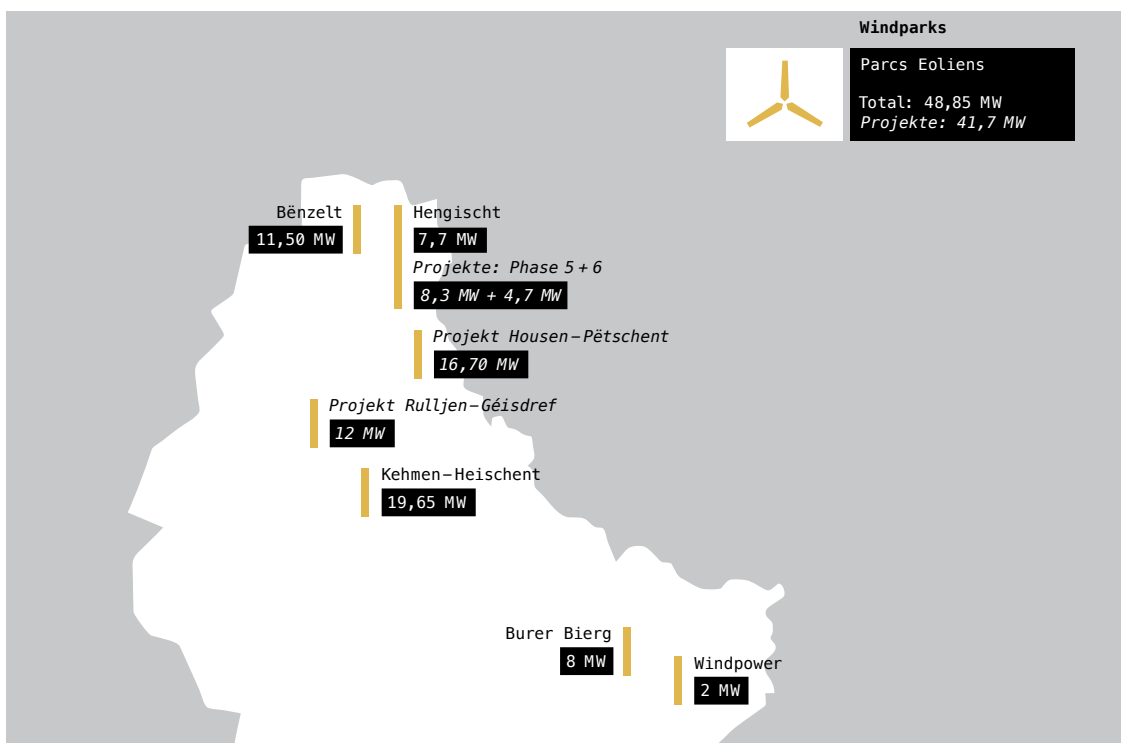 Windparks
Parcs Eoliens
Total: 48,85 MW
Projekte: 41,7 MW
Bënzelt
11,50 MW
Hengischt
7,7 MW
Projekte: Phase 5 + 6
8,3 MW + 4,7 MW
Projekt Housen–Pëtschent
16,70 MW
Projekt Rulljen–Géisdref
12 MW
Kehmen–Heischent
19,65 MW
Burer Bierg
8 MW
Windpower
2 MW